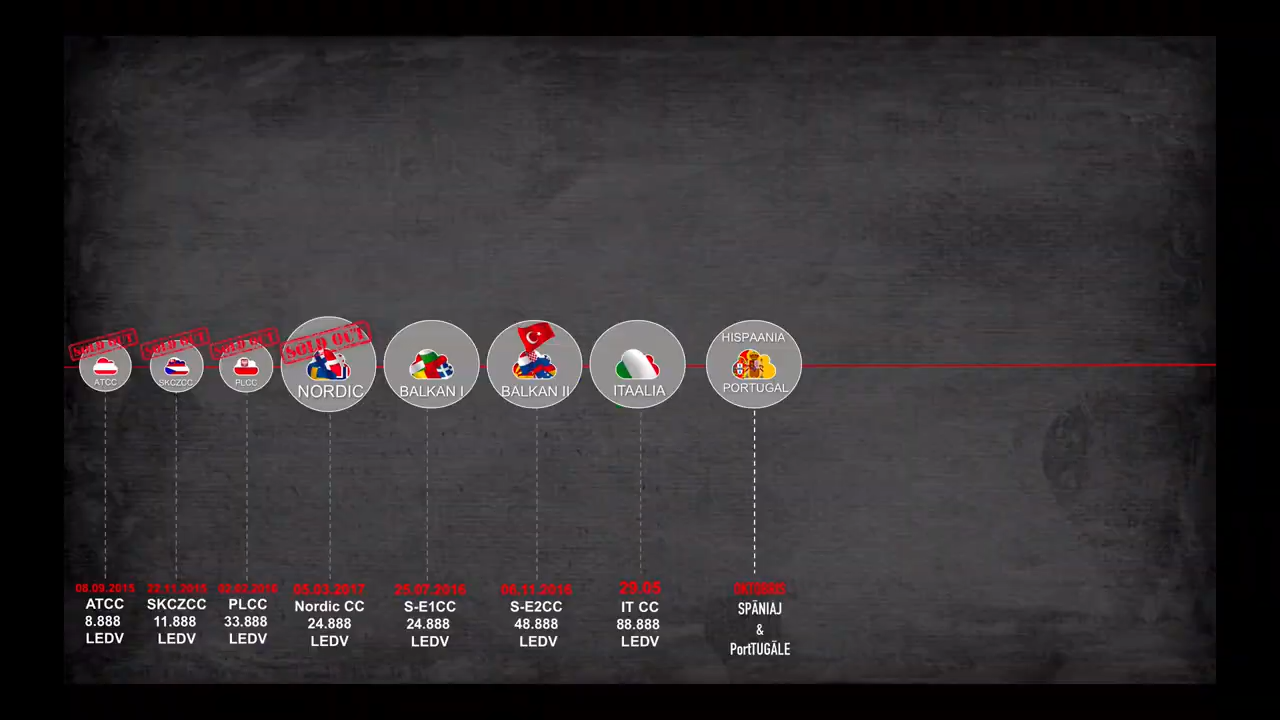 SOLD OUT
ATCC
SOLD OUT
SKCZCC
SOLD OUT
PLCC
SOLD OUT
NORDIC
BALKAN I
BALKAN II
ITAALIA
HISPAANIA
PORTUGAL
08.09.2015
ATCC
8.888
LEDV
22.11.2015
SKCZCC
11.888
LEDV
02.02.2016
PLCC
33.888
LEDV
05.03.2017
Nordic CC
24.888
LEDV
25.07.2016
S-E1CC
24.888
LEDV
06.11.2016
S-E2CC
48.888
LEDV
29.05
IT CC
88.888
LEDV
OKTOBRIS
SPĀNIAJ
&
PortTUGĀLE